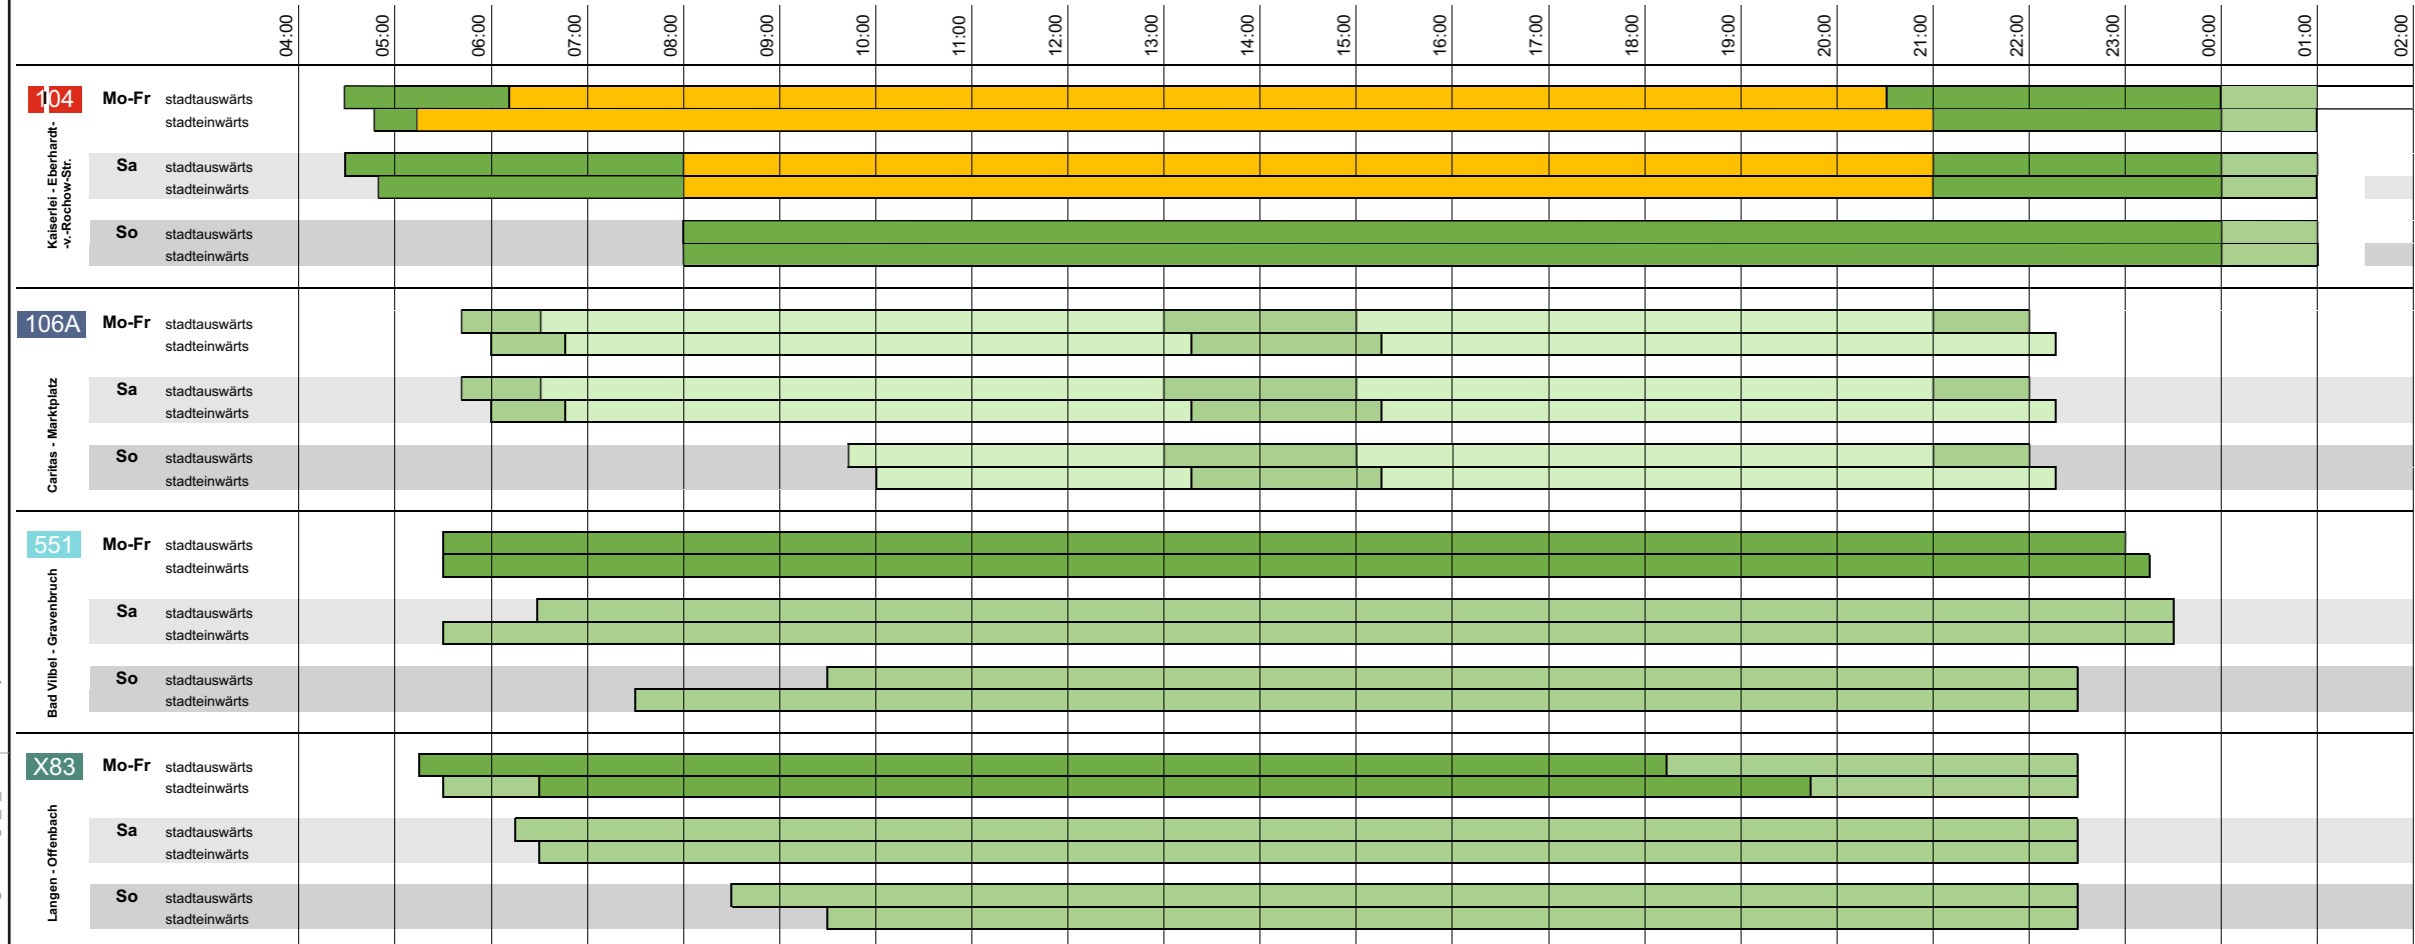 04:00 05:00 06:00 07:00 08:00 09:00 10:00 11:00 12:00 13:00 14:00 15:00 16:00 17:00 18:00 19:00 20:00 21:00 22:00 23:00 00:00 01:00 02:00
104 Mo-Fr stadtauswärts
stadteinwärts
Kaiserlei - Eberhardt-
-v.-Rochow-Str.
Sa stadtauswärts
stadteinwärts
So stadtauswärts
stadteinwärts
106A Mo-Fr stadtauswärts
stadteinwärts
Caritas - Marktplatz
Sa stadtauswärts
stadteinwärts
So stadtauswärts
stadteinwärts
551 Mo-Fr stadtauswärts
stadteinwärts
Bad Vilbel - Gravenbruch
Sa stadtauswärts
stadteinwärts
So stadtauswärts
stadteinwärts
X83 Mo-Fr stadtauswärts
stadteinwärts
Langen - Offenbach
Sa stadtauswärts
stadteinwärts
So stadtauswärts
stadteinwärts